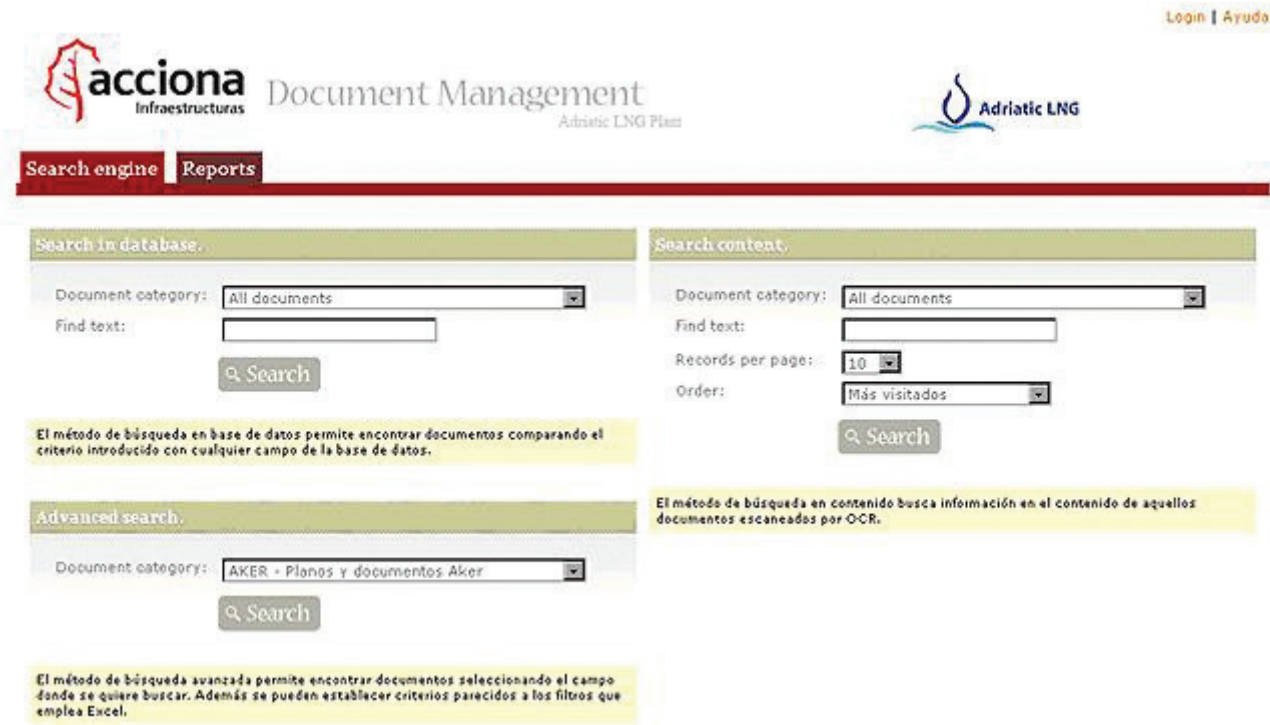 Login | Ayuda
acciona
Infraestructuras
Document Management
Adriatic LNG Plant
Adriatic LNG
Search engine
Reports
Search in database.
Document category: All documents
Find text:
Search
El método de búsqueda en base de datos permite encontrar documentos comparando el
criterio introducido con cualquier campo de la base de datos.
Advanced search.
Document category: AKER - Planos y documentos Aker
Search
El método de búsqueda avanzada permite encontrar documentos seleccionando el campo
donde se quiere buscar. Además se pueden establecer criterios parecidos a los filtros que
emplea Excel.
Search content.
Document category: All documents
Find text:
Records per page: 10
Order: Más visitados
Search
El método de búsqueda en contenido busca información en el contenido de aquellos
documentos escaneados por OCR.